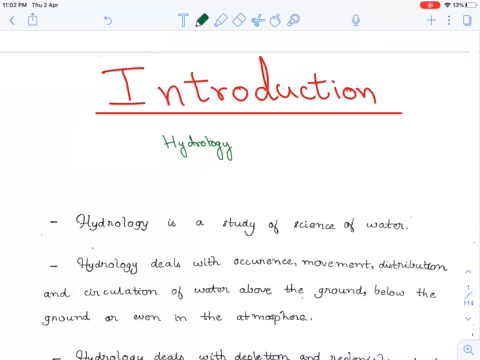 11:02 PM Thu 2 Apr
13%
Introduction
Hydrology
- Hydrology is a study of science of water.
- Hydrology deals with occurence, movement, distribution
and circulation of water above the ground, below the
ground or even in the atmosphere.
- Hydrology deals with depletion and
1
114